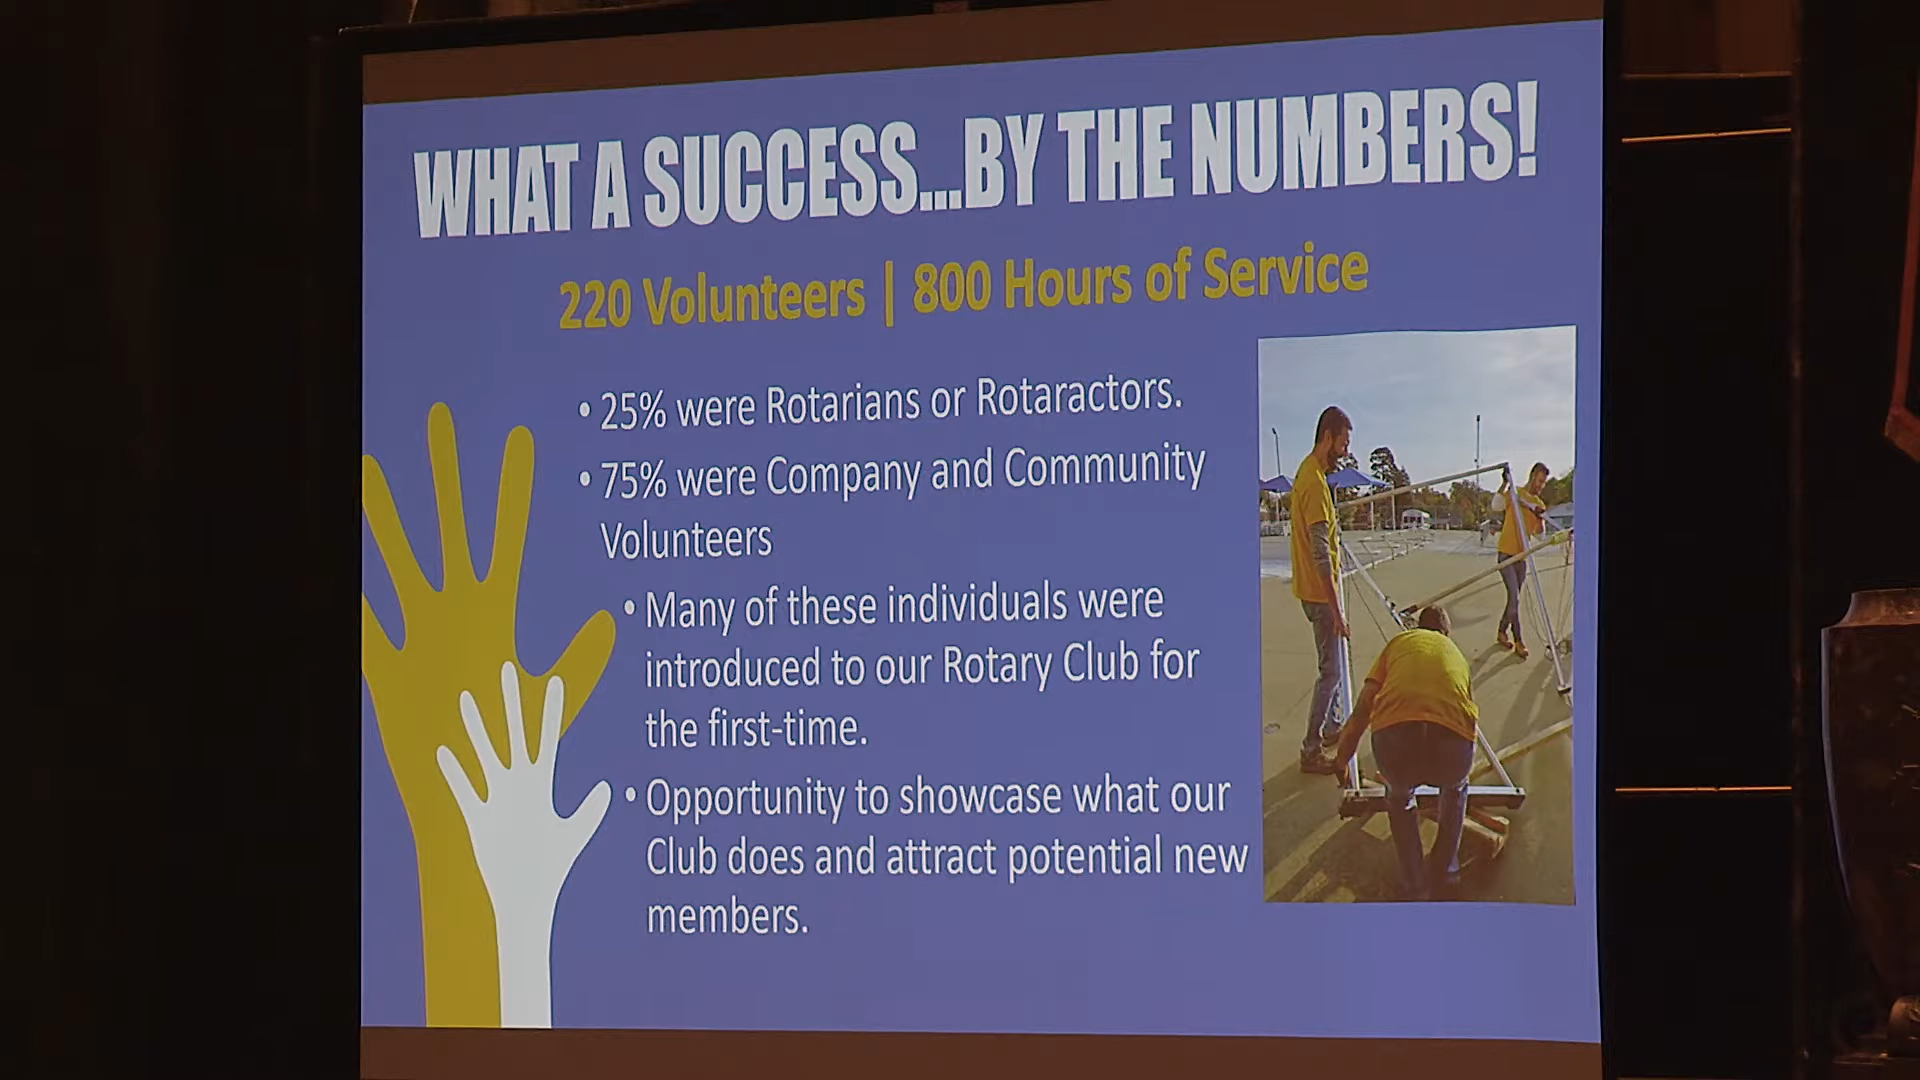 WHAT A SUCCESS...BY THE NUMBERS!
220 Volunteers | 800 Hours of Service
• 25% were Rotarians or Rotaractors.
• 75% were Company and Community
Volunteers
• Many of these individuals were
introduced to our Rotary Club for
the first-time.
• Opportunity to showcase what our
Club does and attract potential new
members.